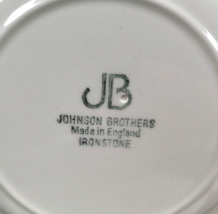 JB
JOHNSON BROTHERS
Made in England
IRONSTONE